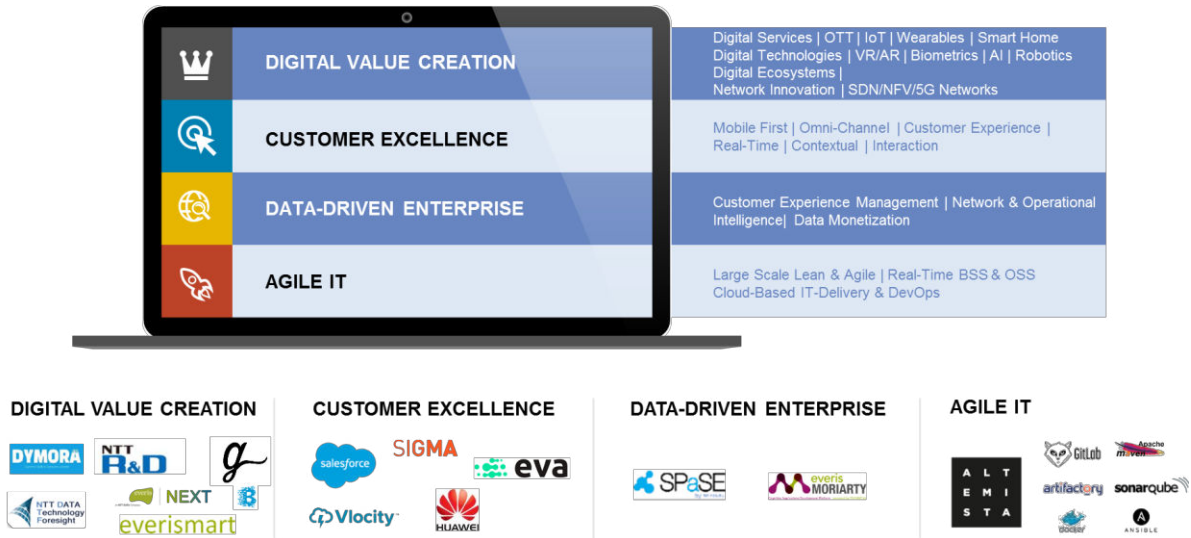 DIGITAL VALUE CREATION
Digital Services | OTT | IoT | Wearables | Smart Home
Digital Technologies | VR/AR | Biometrics | AI | Robotics
Digital Ecosystems |
Network Innovation | SDN/NFV/5G Networks
CUSTOMER EXCELLENCE
Mobile First | Omni-Channel | Customer Experience |
Real-Time | Contextual | Interaction
DATA-DRIVEN ENTERPRISE
Customer Experience Management | Network & Operational
Intelligence| Data Monetization
AGILE IT
Large Scale Lean & Agile | Real-Time BSS & OSS
Cloud-Based IT-Delivery & DevOps
DIGITAL VALUE CREATION
DYMORA
NTT
R&D
g
NTT DATA
Technology
Foresight
everis
NEXT
everismart
CUSTOMER EXCELLENCE
salesforce
SIGMA
eva
Vlocity
HUAWEI
DATA-DRIVEN ENTERPRISE
SPaSE
everis
MORIARTY
AGILE IT
ALT
EMI
STA
GitLab
Apache
maven
artifactory
sonarqube
docker
ANSIBLE